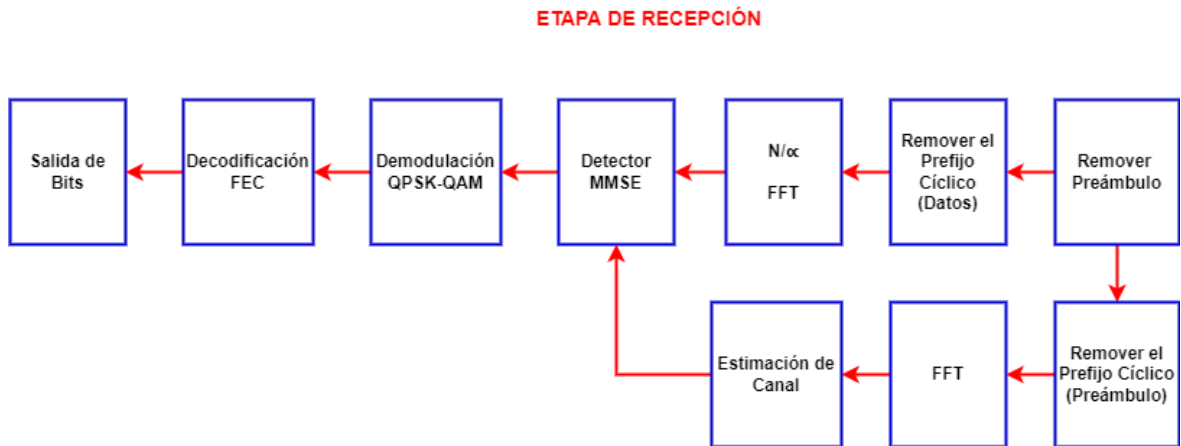 ETAPA DE RECEPCIÓN
Salida de
Bits
Decodificación
FEC
Demodulación
QPSK-QAM
Detector
MMSE
N/∝
FFT
Remover el
Prefijo
Cíclico
(Datos)
Remover
Preámbulo
Estimación de
Canal
FFT
Remover el
Prefijo Cíclico
(Preámbulo)